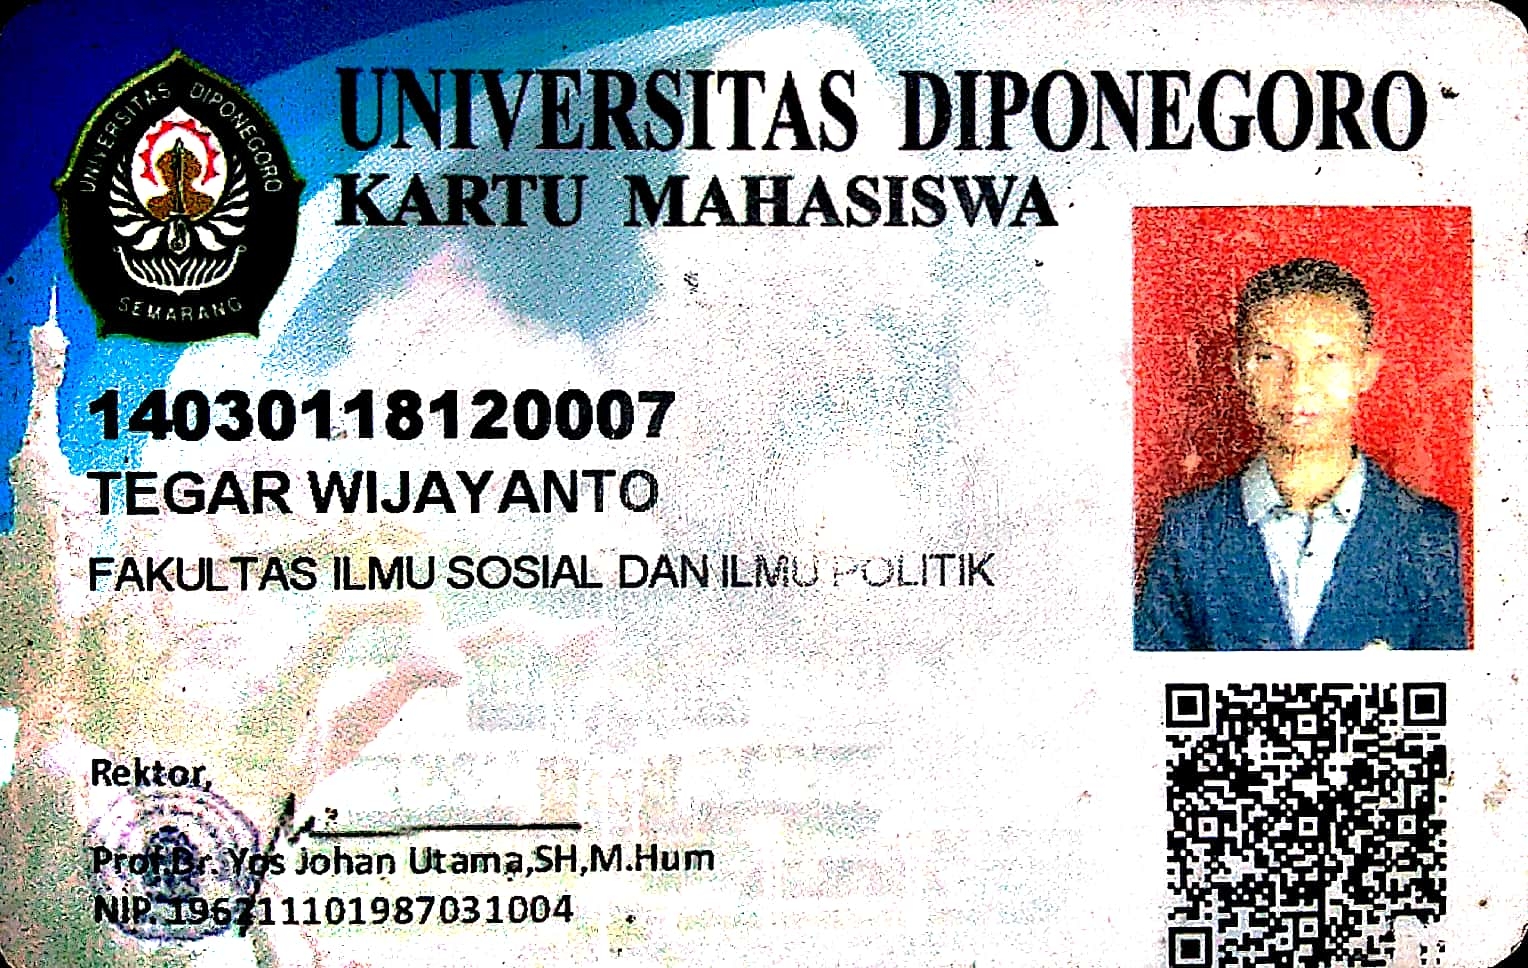 UNIVERSITAS DIPONEGORO
KARTU MAHASISWA
UNIVERSITAS DIPONEGORO
SEMARANG
14030118120007
TEGAR WIJAYANTO
FAKULTAS ILMU SOSIAL DAN ILMU POLITIK
Rektor,
Prof.Dr. Yos Johan Utama,SH,M.Hum
NIP. 196211101987031004